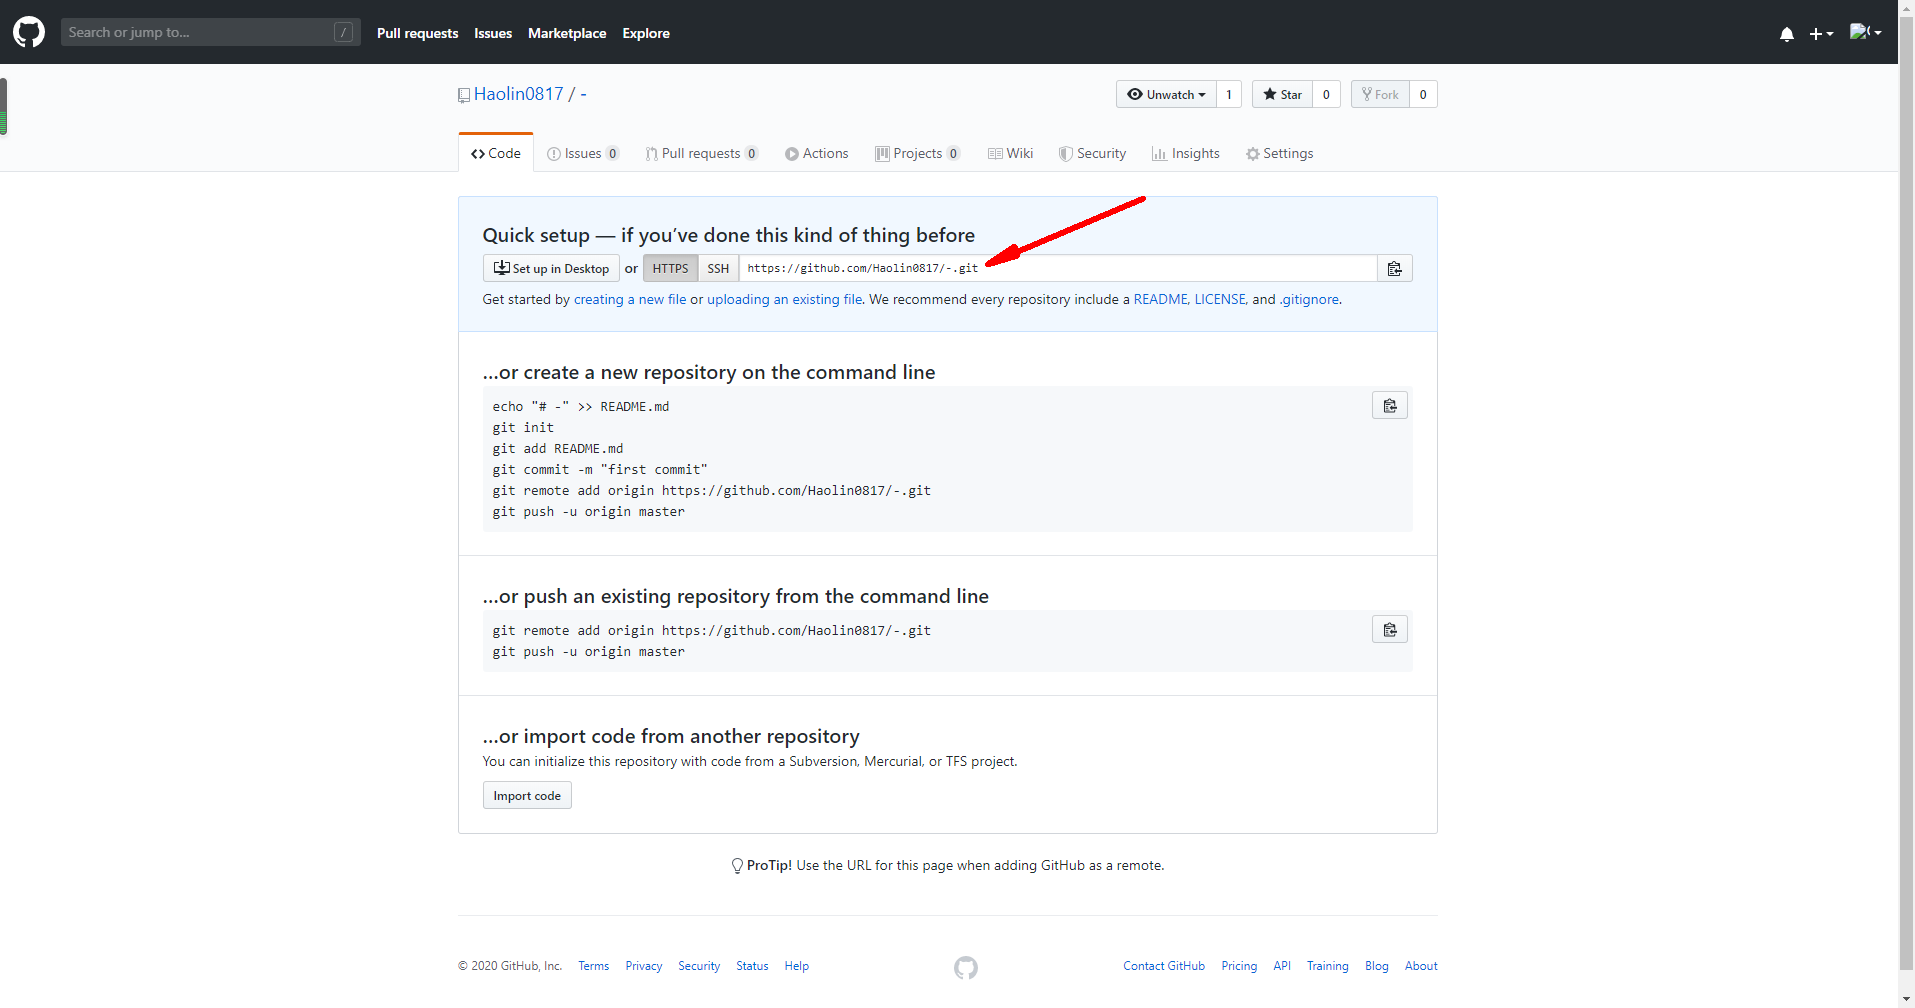 Search or jump to... /
Pull requests Issues Marketplace Explore
Haolin0817 / -
Unwatch 1 Star 0 Fork 0
Code Issues 0 Pull requests 0 Actions Projects 0 Wiki Security Insights Settings
Quick setup — if you’ve done this kind of thing before
Set up in Desktop or HTTPS SSH https://github.com/Haolin0817/-.git
Get started by creating a new file or uploading an existing file. We recommend every repository include a README, LICENSE, and .gitignore.
…or create a new repository on the command line
echo "# -" >> README.md
git init
git add README.md
git commit -m "first commit"
git remote add origin https://github.com/Haolin0817/-.git
git push -u origin master
…or push an existing repository from the command line
git remote add origin https://github.com/Haolin0817/-.git
git push -u origin master
…or import code from another repository
You can initialize this repository with code from a Subversion, Mercurial, or TFS project.
Import code
ProTip! Use the URL for this page when adding GitHub as a remote.
© 2020 GitHub, Inc. Terms Privacy Security Status Help
Contact GitHub Pricing API Training Blog About